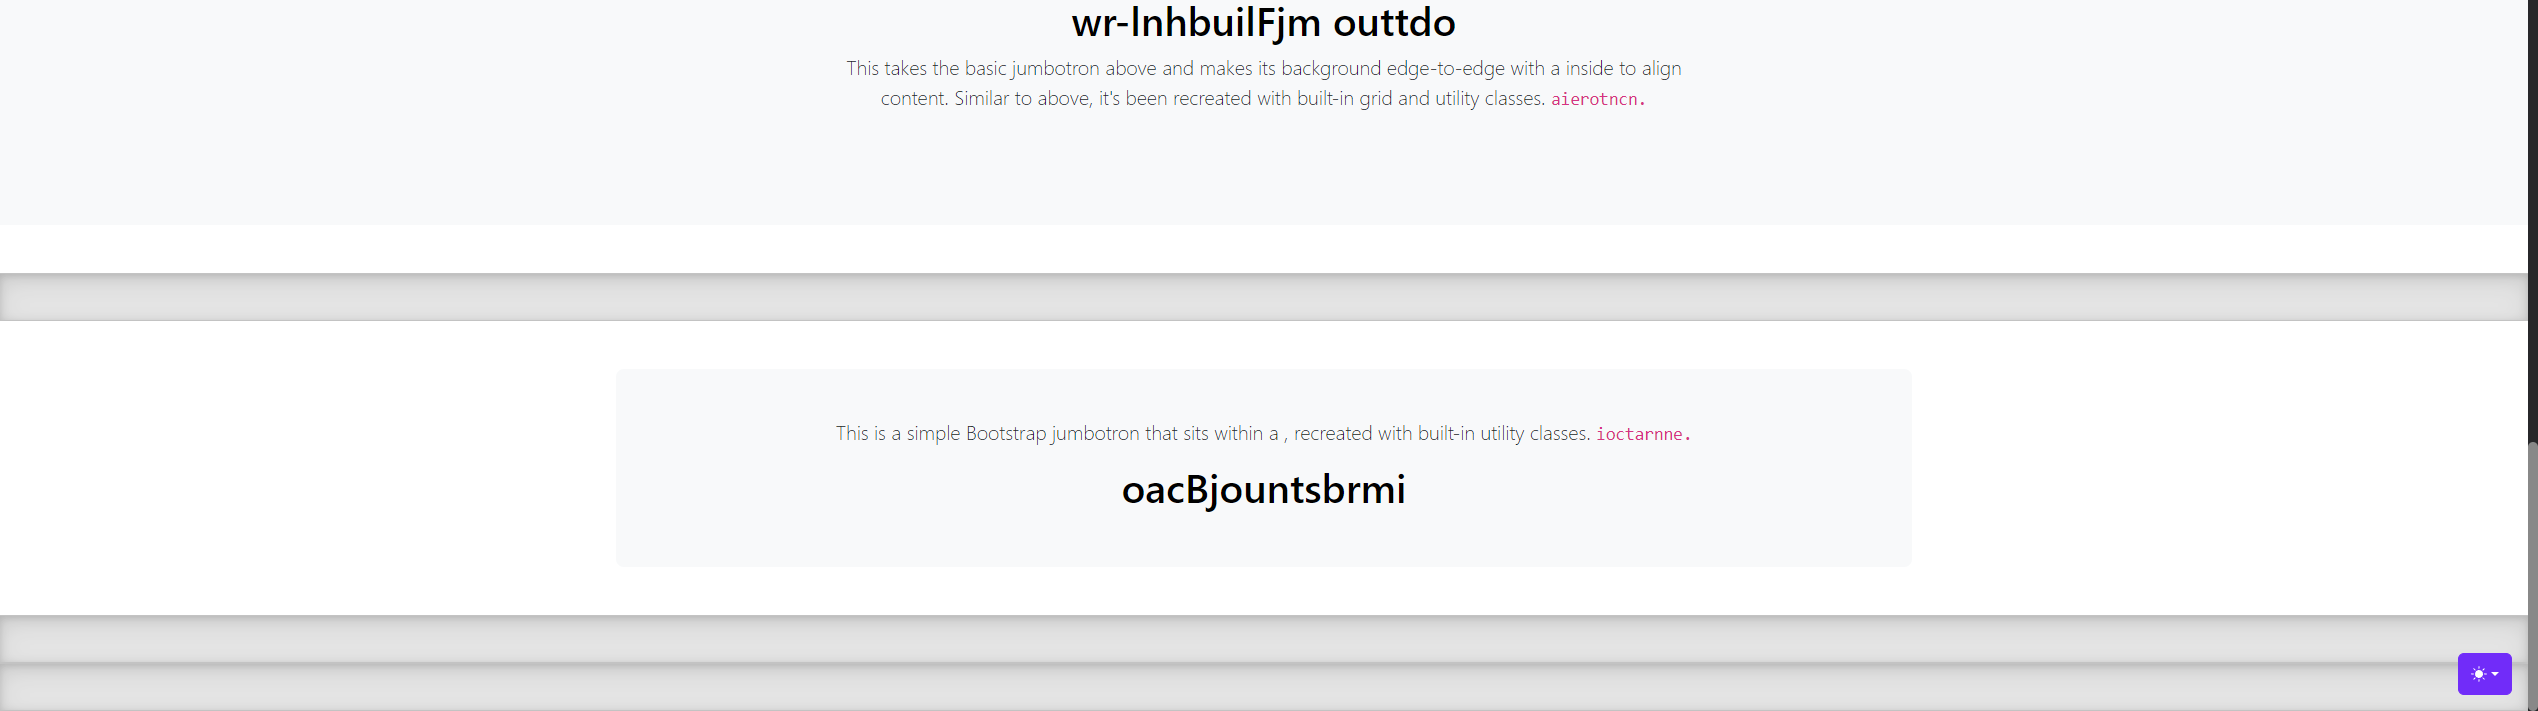 wr-lnhbuilFjm outtdo
This takes the basic jumbotron above and makes its background edge-to-edge with a inside to align
content. Similar to above, it's been recreated with built-in grid and utility classes. aierotncn.
This is a simple Bootstrap jumbotron that sits within a , recreated with built-in utility classes. ioctarnne.
oacBjountsbrmi